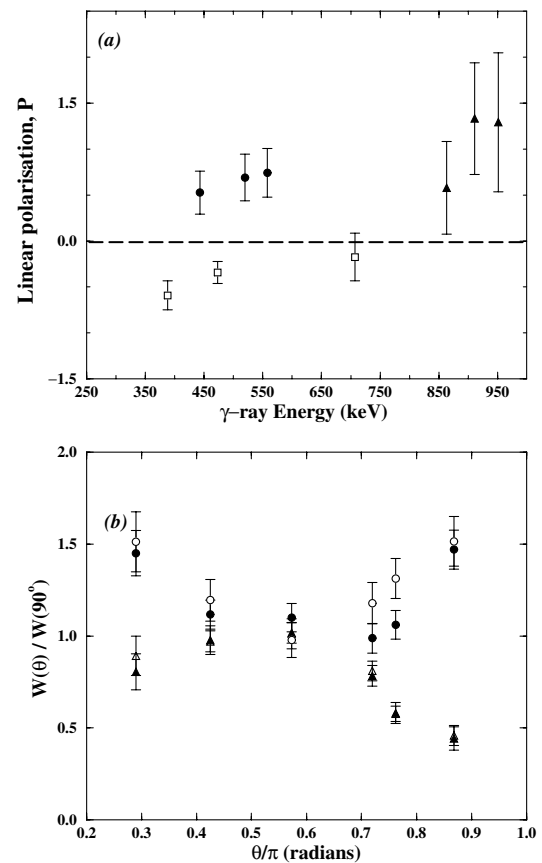 (a)
Linear polarisation, P
1.5
0.0
−1.5
250 350 450 550 650 750 850 950
γ−ray Energy (keV)
(b)
W(θ) / W(90°)
2.0
1.5
1.0
0.5
0.0
0.2 0.3 0.4 0.5 0.6 0.7 0.8 0.9 1.0
θ/π (radians)